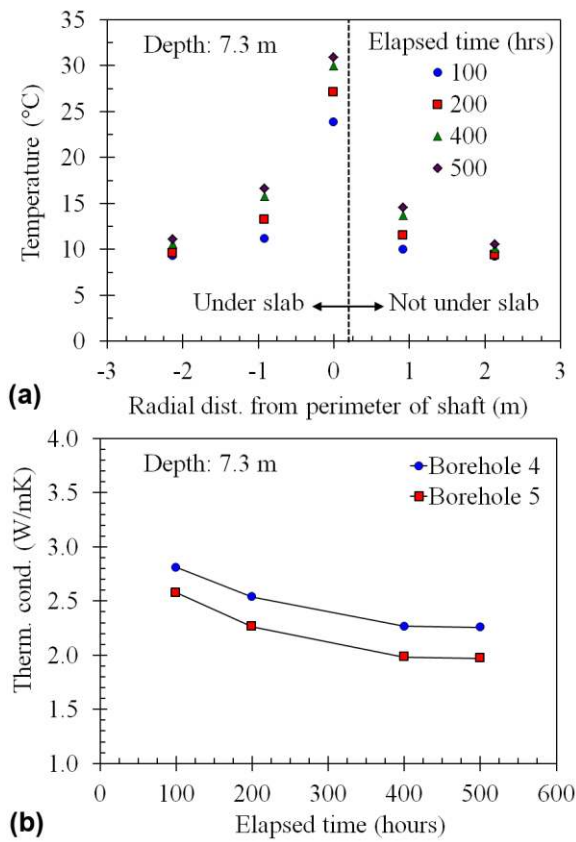 Depth: 7.3 m
Elapsed time (hrs)
100
200
400
500
Temperature (°C)
35
30
25
20
15
10
5
0
Under slab
Not under slab
-3 -2 -1 0 1 2 3
(a)
Radial dist. from perimeter of shaft (m)
Depth: 7.3 m
Borehole 4
Borehole 5
Therm. cond. (W/mK)
4.0
3.5
3.0
2.5
2.0
1.5
1.0
0 100 200 300 400 500 600
(b)
Elapsed time (hours)